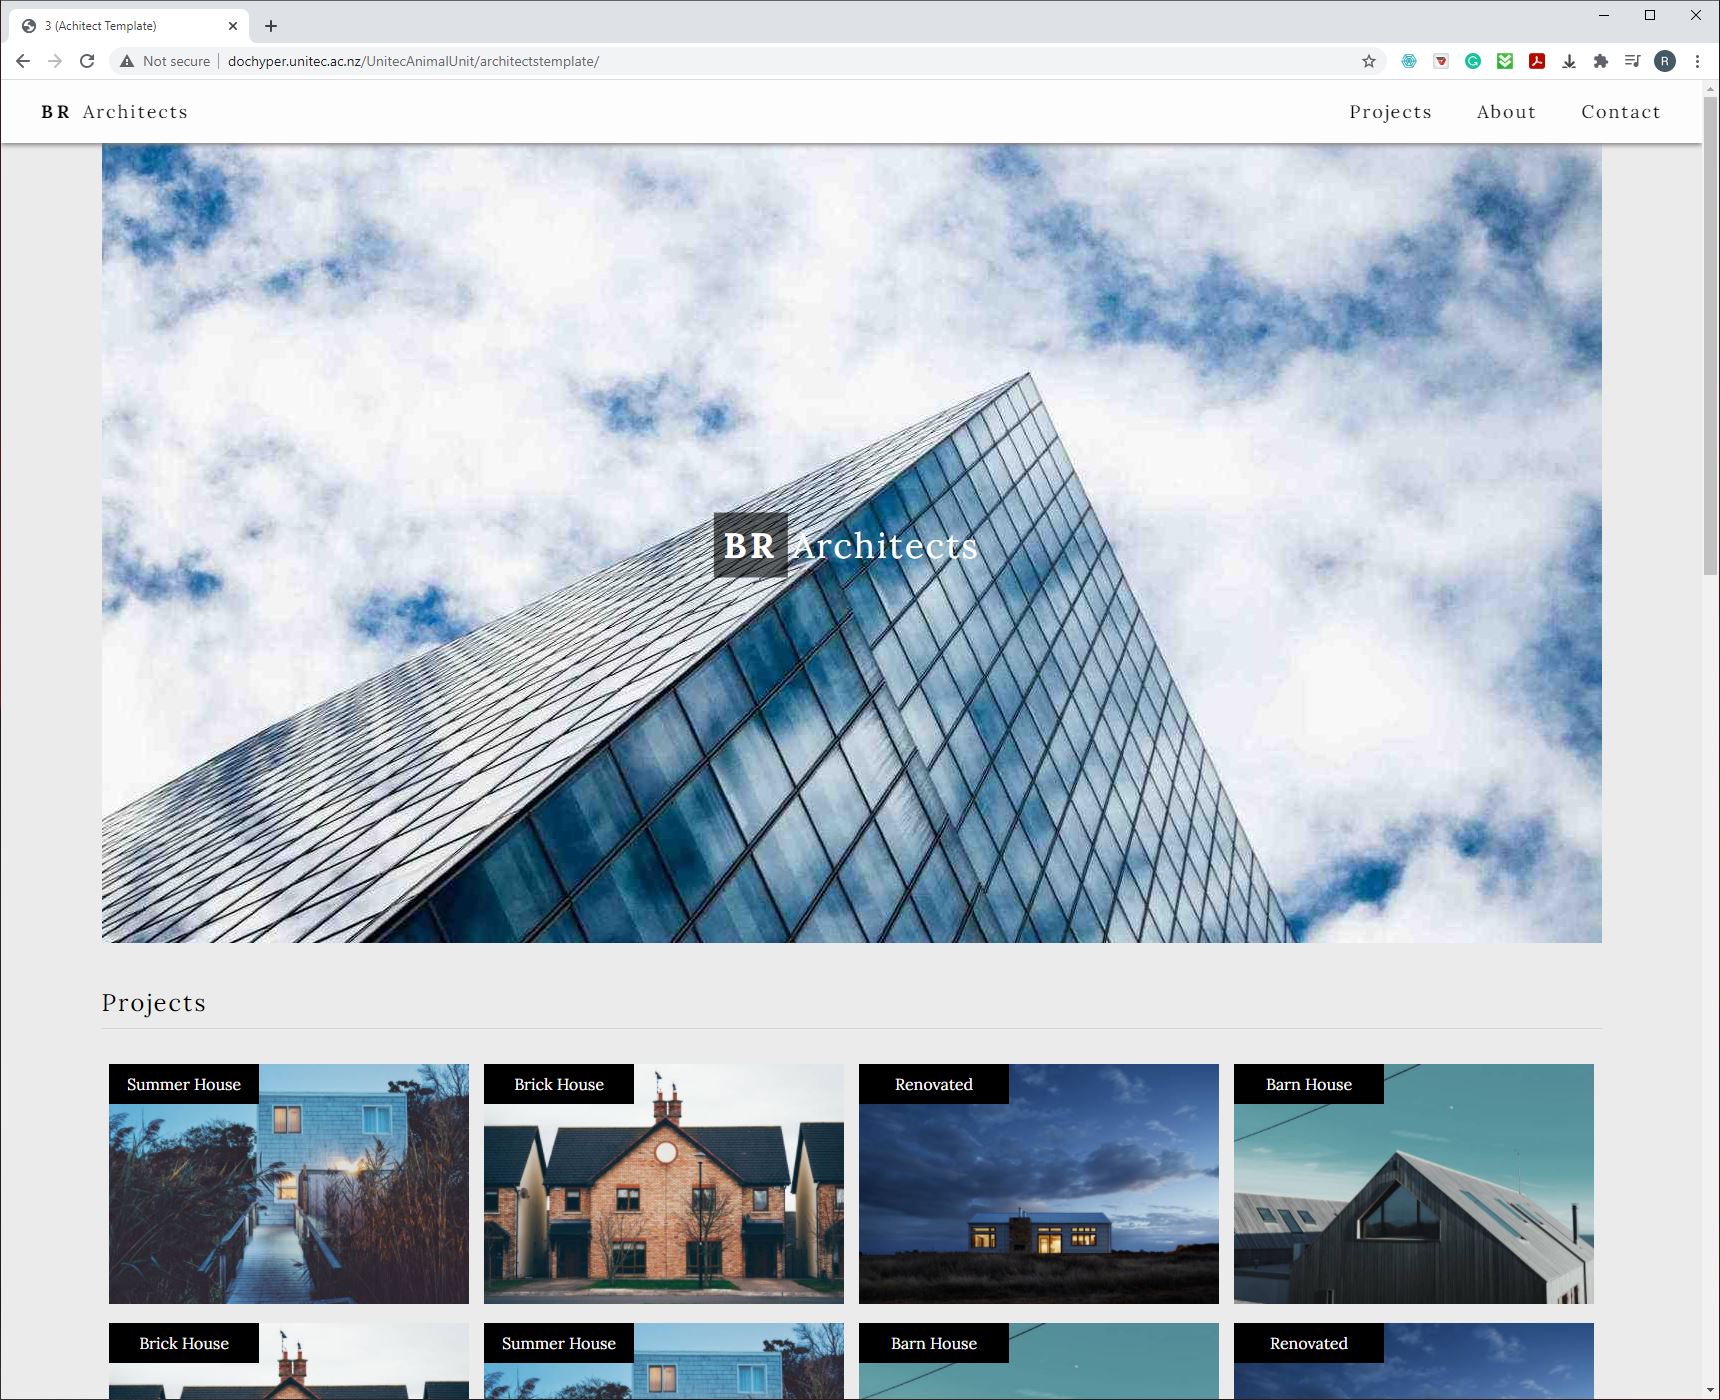 3 (Achitect Template)
Not secure dochyper.unitec.ac.nz/UnitecAnimalUnit/architectstemplate/
R
BR Architects
Projects About Contact
BR Architects
Projects
Summer House
Brick House
Renovated
Barn House
Brick House
Summer House
Barn House
Renovated